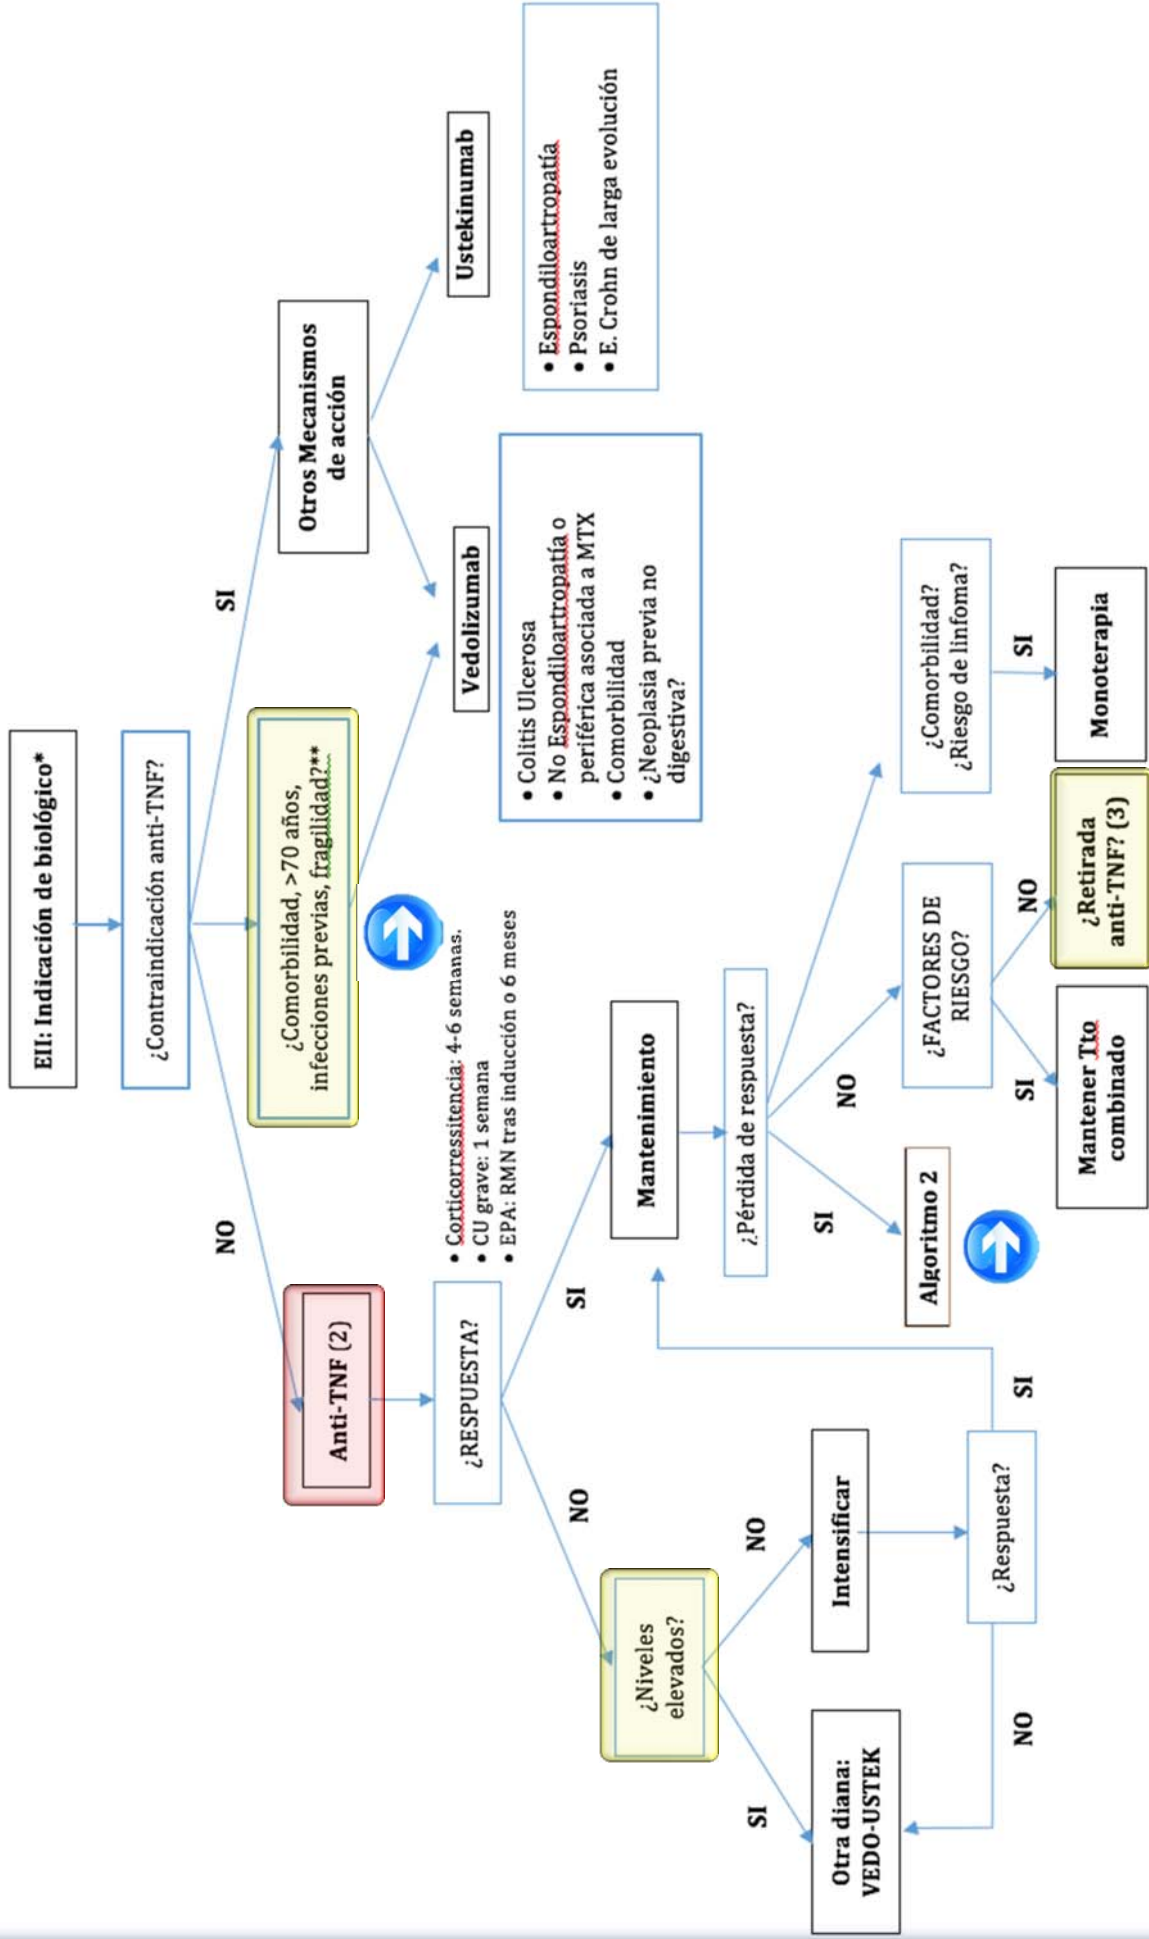 EII: Indicación de biológico*
¿Contraindicación anti-TNF?
NO
SI
Anti-TNF (2)
¿Comorbilidad, >70 años,
infecciones previas, fragilidad?**
Otros Mecanismos
de acción
¿RESPUESTA?
• Corticorressitencia: 4-6 semanas.
• CU grave: 1 semana
• EPA: RMN tras inducción o 6 meses
Vedolizumab
Ustekinumab
• Colitis Ulcerosa
• No Espondiloartropatía o
periférica asociada a MTX
• Comorbilidad
• ¿Neoplasia previa no
digestiva?
• Espondiloartropatía
• Psoriasis
• E. Crohn de larga evolución
NO
SI
¿Niveles
elevados?
Mantenimiento
¿Pérdida de respuesta?
SI
NO
SI
NO
Otra diana:
VEDO-USTEK
Intensificar
Algoritmo 2
¿FACTORES DE
RIESGO?
¿Comorbilidad?
¿Riesgo de linfoma?
¿Respuesta?
NO
SI
SI
NO
SI
Mantener Tto
combinado
¿Retirada
anti-TNF? (3)
Monoterapia